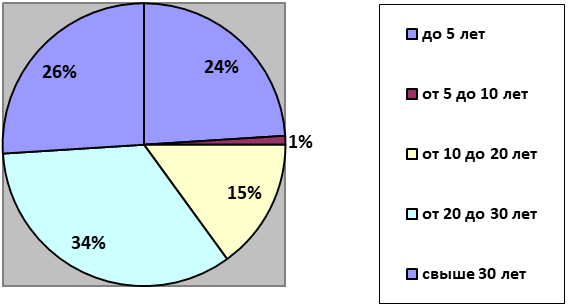 26%
24%
1%
15%
34%
до 5 лет
от 5 до 10 лет
от 10 до 20 лет
от 20 до 30 лет
свыше 30 лет